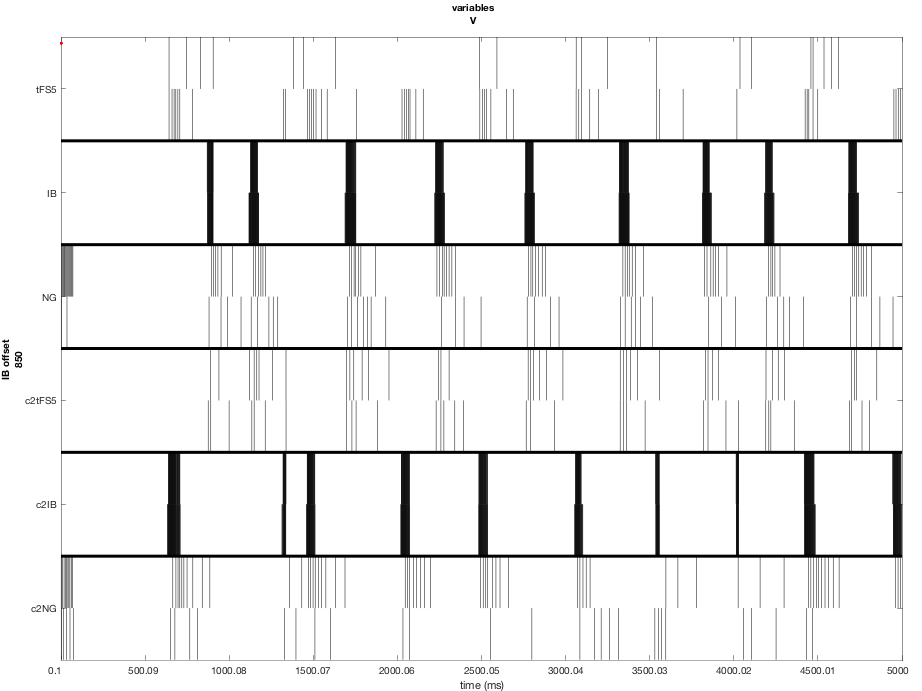 variables
V
tFS5
IB
NG
IB offset
850
c2tFS5
c2IB
c2NG
0.1 500.09 1000.08 1500.07 2000.06 2500.05 3000.04 3500.03 4000.02 4500.01 5000
time (ms)